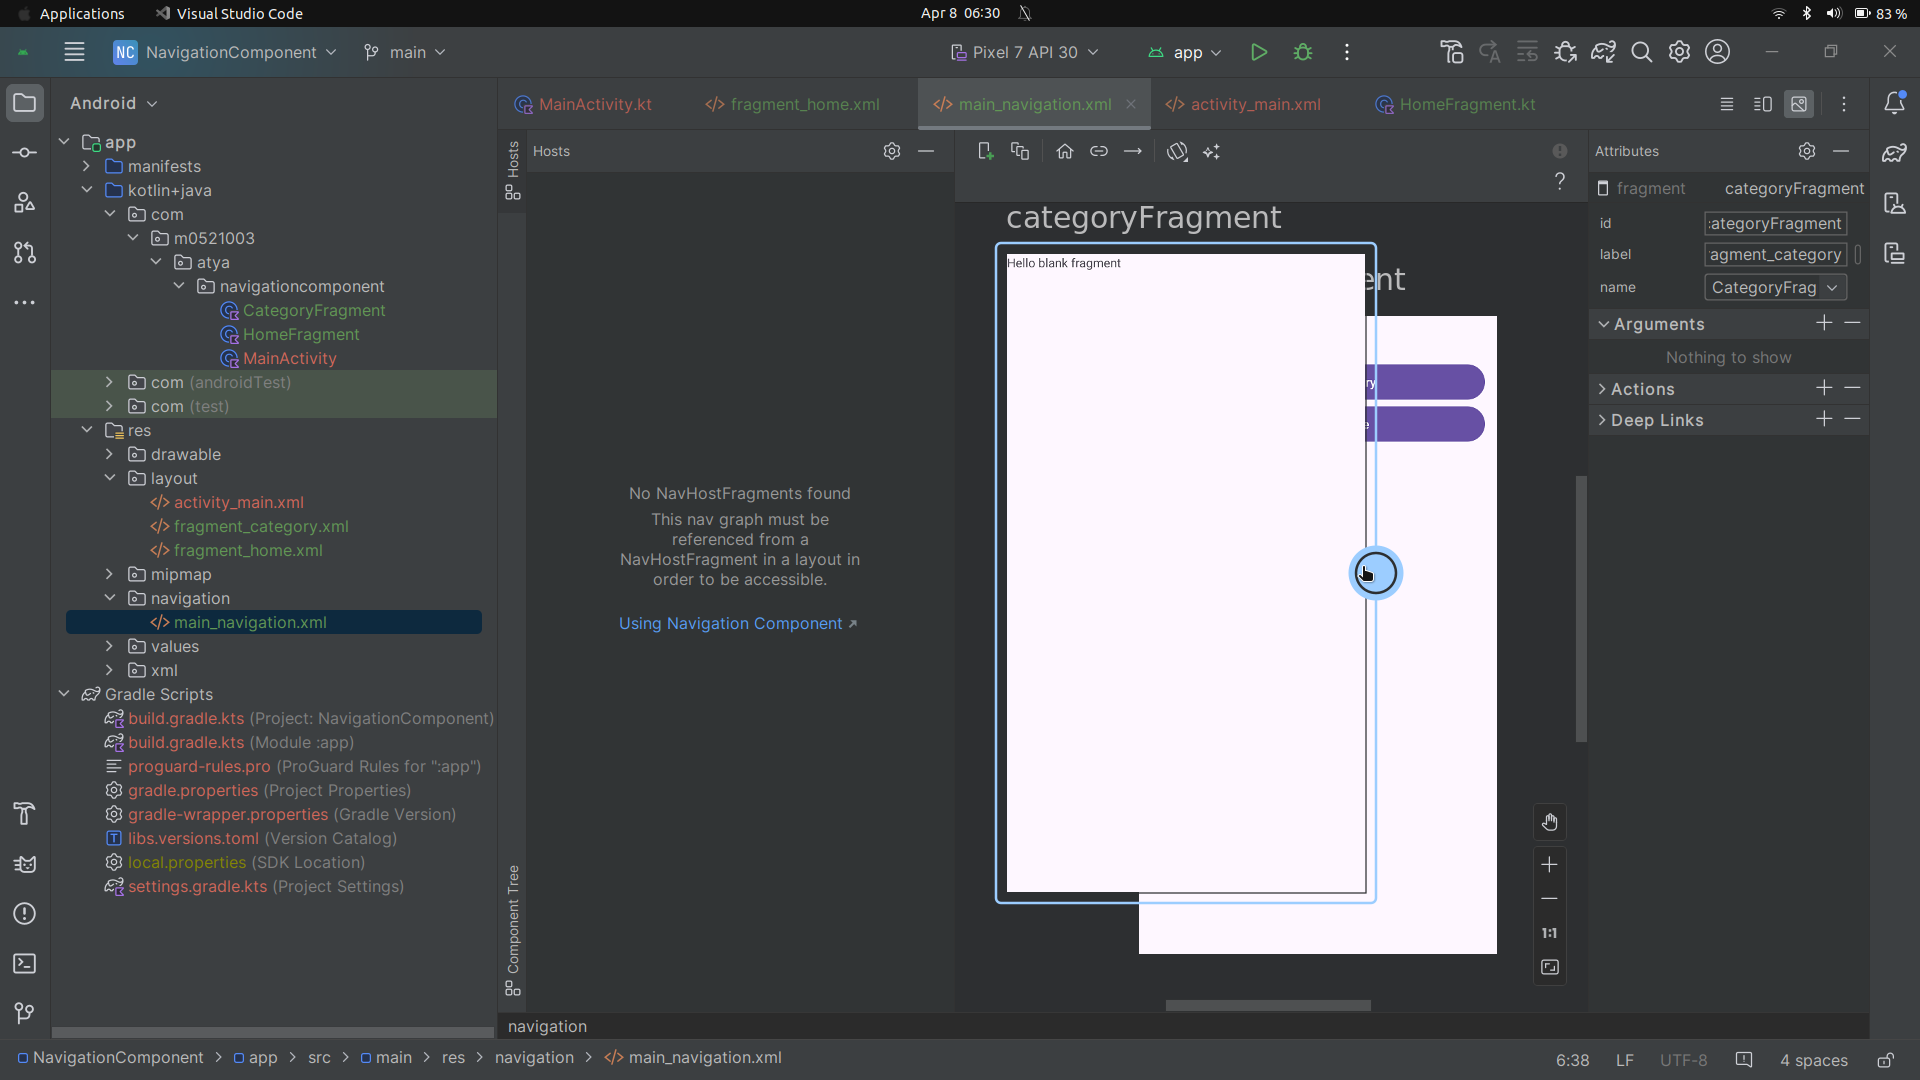 Applications
Visual Studio Code
Apr 8 06:30
83 %
NC
NavigationComponent
main
Pixel 7 API 30
app
Android
MainActivity.kt
fragment_home.xml
main_navigation.xml
activity_main.xml
HomeFragment.kt
app
manifests
kotlin+java
com
m0521003
atya
navigationcomponent
CategoryFragment
HomeFragment
MainActivity
com (androidTest)
com (test)
res
drawable
layout
activity_main.xml
fragment_category.xml
fragment_home.xml
mipmap
navigation
main_navigation.xml
values
xml
Gradle Scripts
build.gradle.kts (Project: NavigationComponent)
build.gradle.kts (Module :app)
proguard-rules.pro (ProGuard Rules for ":app")
gradle.properties (Project Properties)
gradle-wrapper.properties (Gradle Version)
libs.versions.toml (Version Catalog)
local.properties (SDK Location)
settings.gradle.kts (Project Settings)
Hosts
Component Tree
Hosts
No NavHostFragments found
This nav graph must be
referenced from a
NavHostFragment in a layout in
order to be accessible.
Using Navigation Component
categoryFragment
Hello blank fragment
ent
ry
e
?
1:1
Attributes
fragment categoryFragment
id :ategoryFragment
label agment_category
name CategoryFrag
Arguments
Nothing to show
Actions
Deep Links
navigation
NavigationComponent
app
src
main
res
navigation
main_navigation.xml
6:38
LF
UTF-8
4 spaces